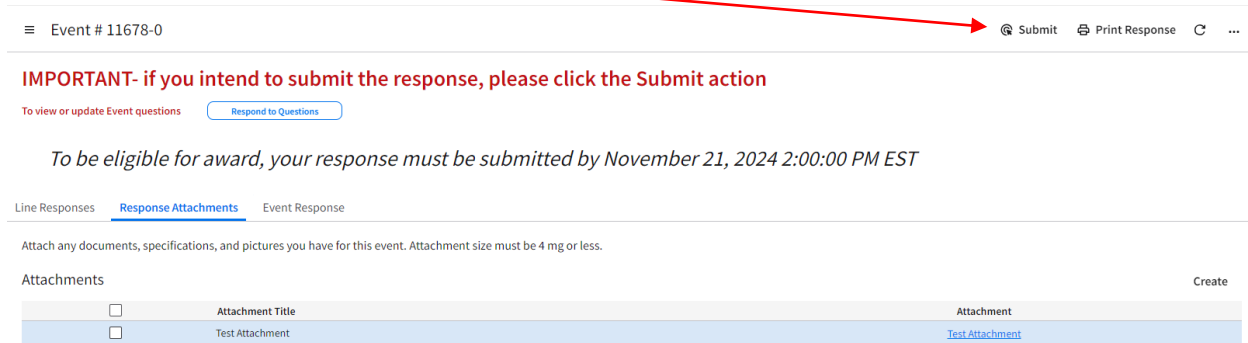 Event # 11678-0
Submit
Print Response
IMPORTANT- if you intend to submit the response, please click the Submit action
To view or update Event questions
Respond to Questions
To be eligible for award, your response must be submitted by November 21, 2024 2:00:00 PM EST
Line Responses
Response Attachments
Event Response
Attach any documents, specifications, and pictures you have for this event. Attachment size must be 4 mg or less.
Attachments
Create
Attachment Title
Attachment
Test Attachment
Test Attachment